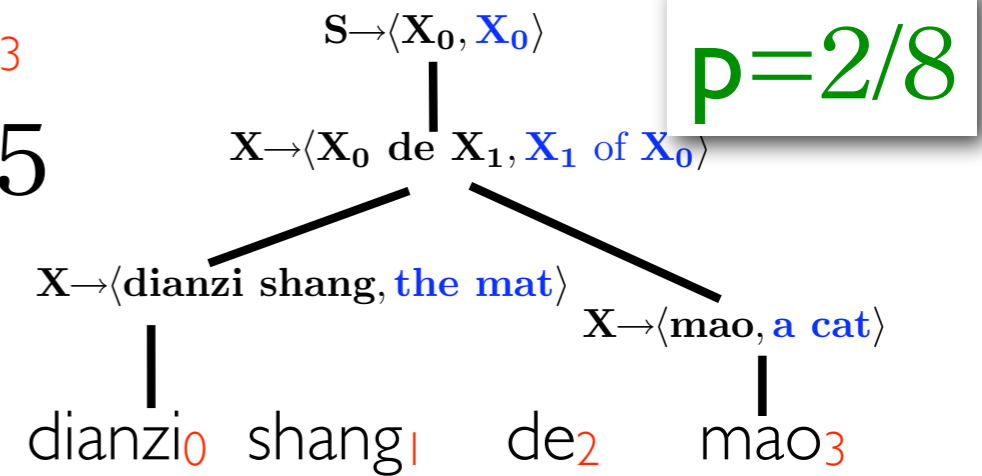 3
S→⟨X₀, X₀⟩
p=2/8
5
X→⟨X₀ de X₁, X₁ of X₀⟩
X→⟨dianzi shang, the mat⟩
X→⟨mao, a cat⟩
dianzi₀ shang₁ de₂ mao₃